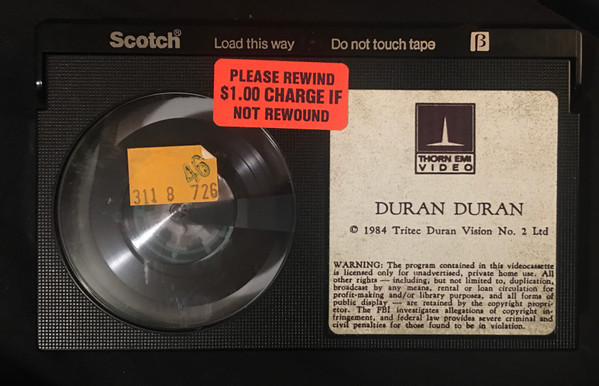 Scotch® Load this way Do not touch tape β
PLEASE REWIND
$1.00 CHARGE IF
NOT REWOUND
46
311 8 726
THORN EMI
VIDEO
DURAN DURAN
© 1984 Tritec Duran Vision No. 2 Ltd
WARNING: The program contained in this videocassette
is licensed only for unadvertised, private home use. All
other rights — including, but not limited to, duplication,
broadcast by any means, rental or loan circulation for
profit-making and/or library purposes, and all forms of
public display — are retained by the copyright propri-
etor. The FBI investigates allegations of copyright in-
fringement, and federal law provides severe criminal and
civil penalties for those found to be in violation.